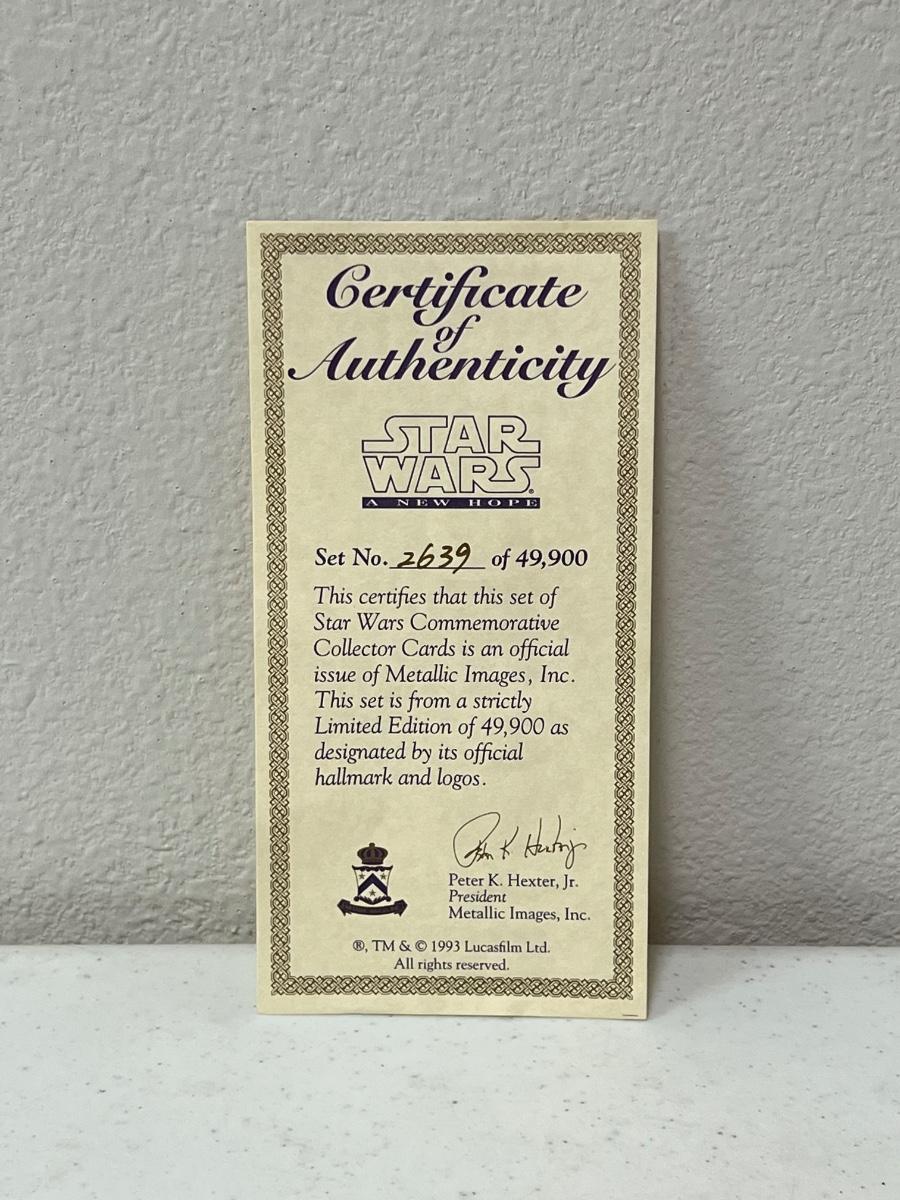 Certificate
of
Authenticity
STAR
WARS®
A NEW HOPE
Set No. 2639 of 49,900
This certifies that this set of
Star Wars Commemorative
Collector Cards is an official
issue of Metallic Images, Inc.
This set is from a strictly
Limited Edition of 49,900 as
designated by its official
hallmark and logos.
Peter K. Hexter, Jr.
President
Metallic Images, Inc.
®, TM & © 1993 Lucasfilm Ltd.
All rights reserved.